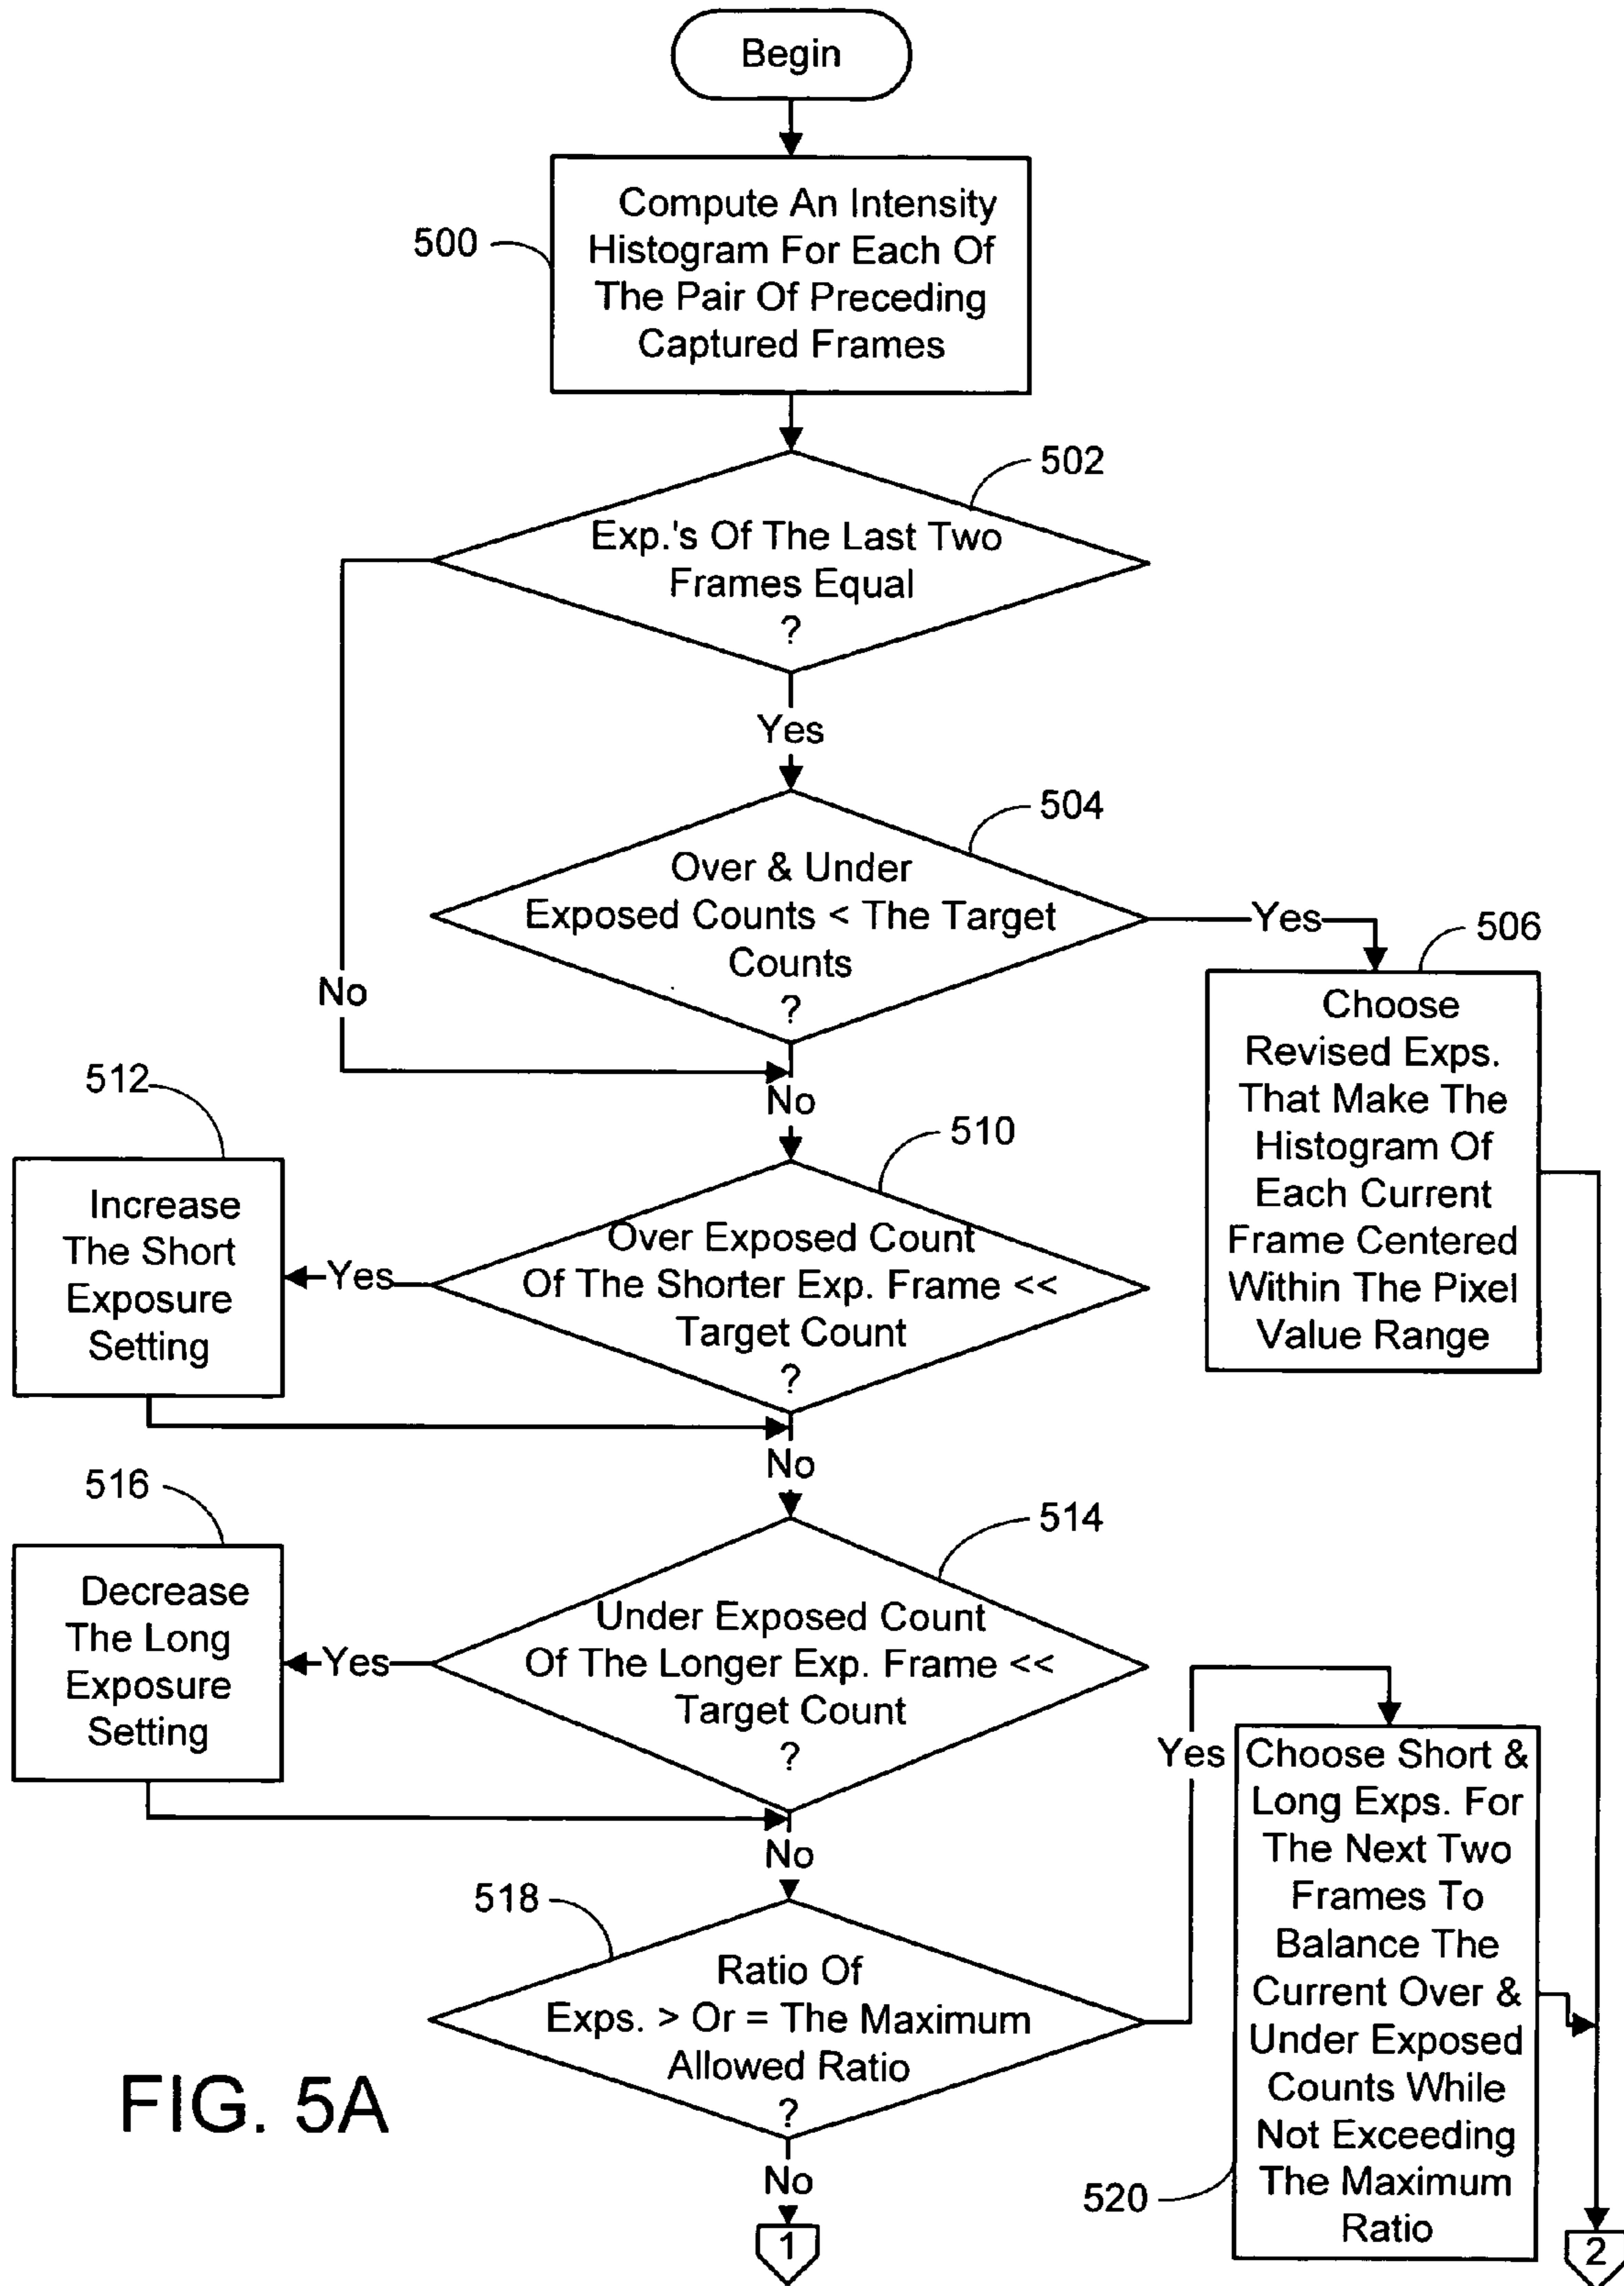 Begin
Compute An Intensity
Histogram For Each Of
The Pair Of Preceding
Captured Frames
500
502
Exp.'s Of The Last Two
Frames Equal
?
Yes
No
504
Over & Under
Exposed Counts < The Target
Counts
?
Yes
506
Choose
Revised Exps.
That Make The
Histogram Of
Each Current
Frame Centered
Within The Pixel
Value Range
No
510
Over Exposed Count
Of The Shorter Exp. Frame <<
Target Count
?
Yes
512
Increase
The Short
Exposure
Setting
No
514
Under Exposed Count
Of The Longer Exp. Frame <<
Target Count
?
Yes
516
Decrease
The Long
Exposure
Setting
No
518
Ratio Of
Exps. > Or = The Maximum
Allowed Ratio
?
Yes
Choose Short &
Long Exps. For
The Next Two
Frames To
Balance The
Current Over &
Under Exposed
Counts While
Not Exceeding
The Maximum
Ratio
520
No
1
2
FIG. 5A